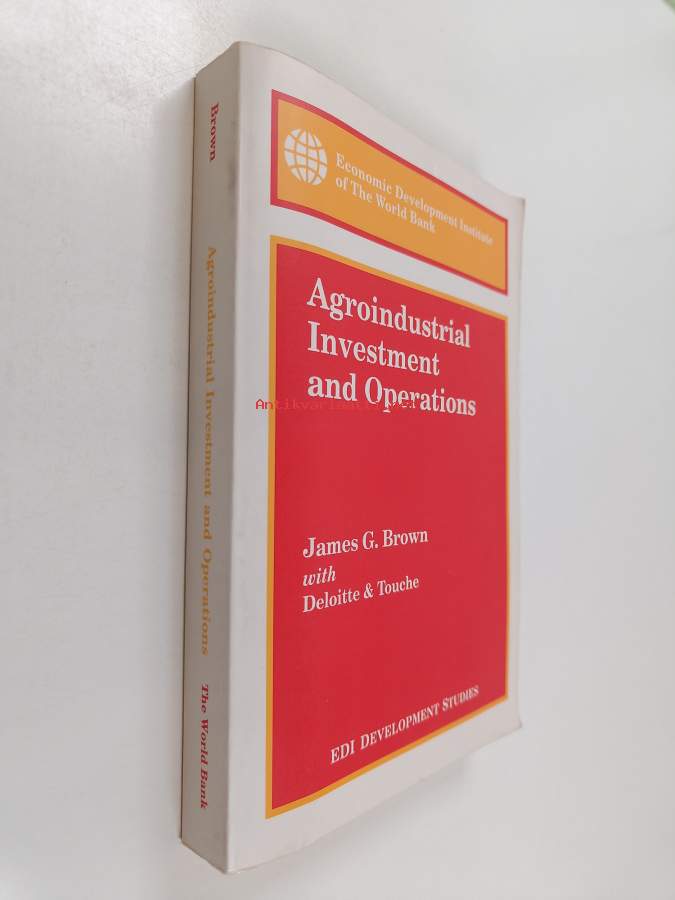 Brown
Agroindustrial Investment and Operations
The World Bank
Economic Development Institute
of The World Bank
Agroindustrial
Investment
and Operations
James G. Brown
with
Deloitte & Touche
EDI DEVELOPMENT STUDIES